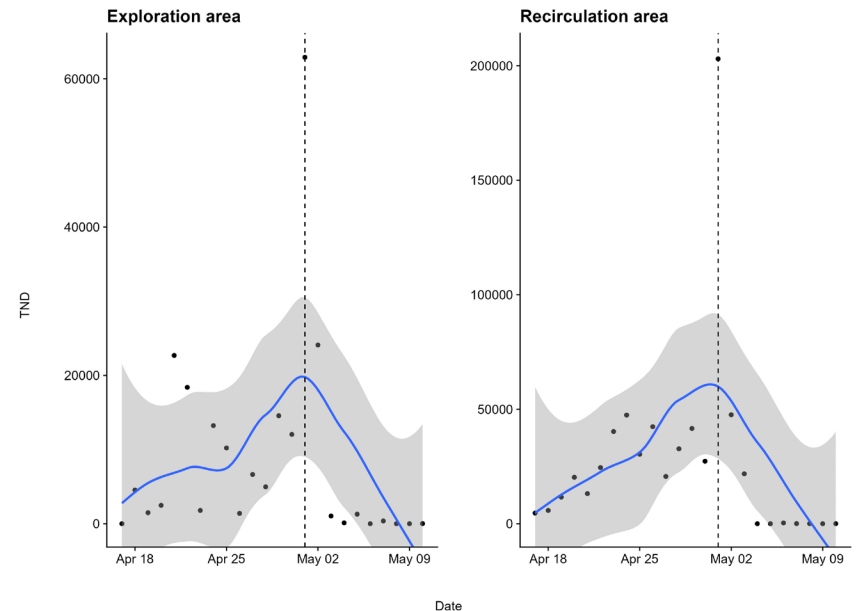 Exploration area
Recirculation area
60000
40000
20000
0
200000
150000
100000
50000
0
TND
Apr 18
Apr 25
May 02
May 09
Apr 18
Apr 25
May 02
May 09
Date